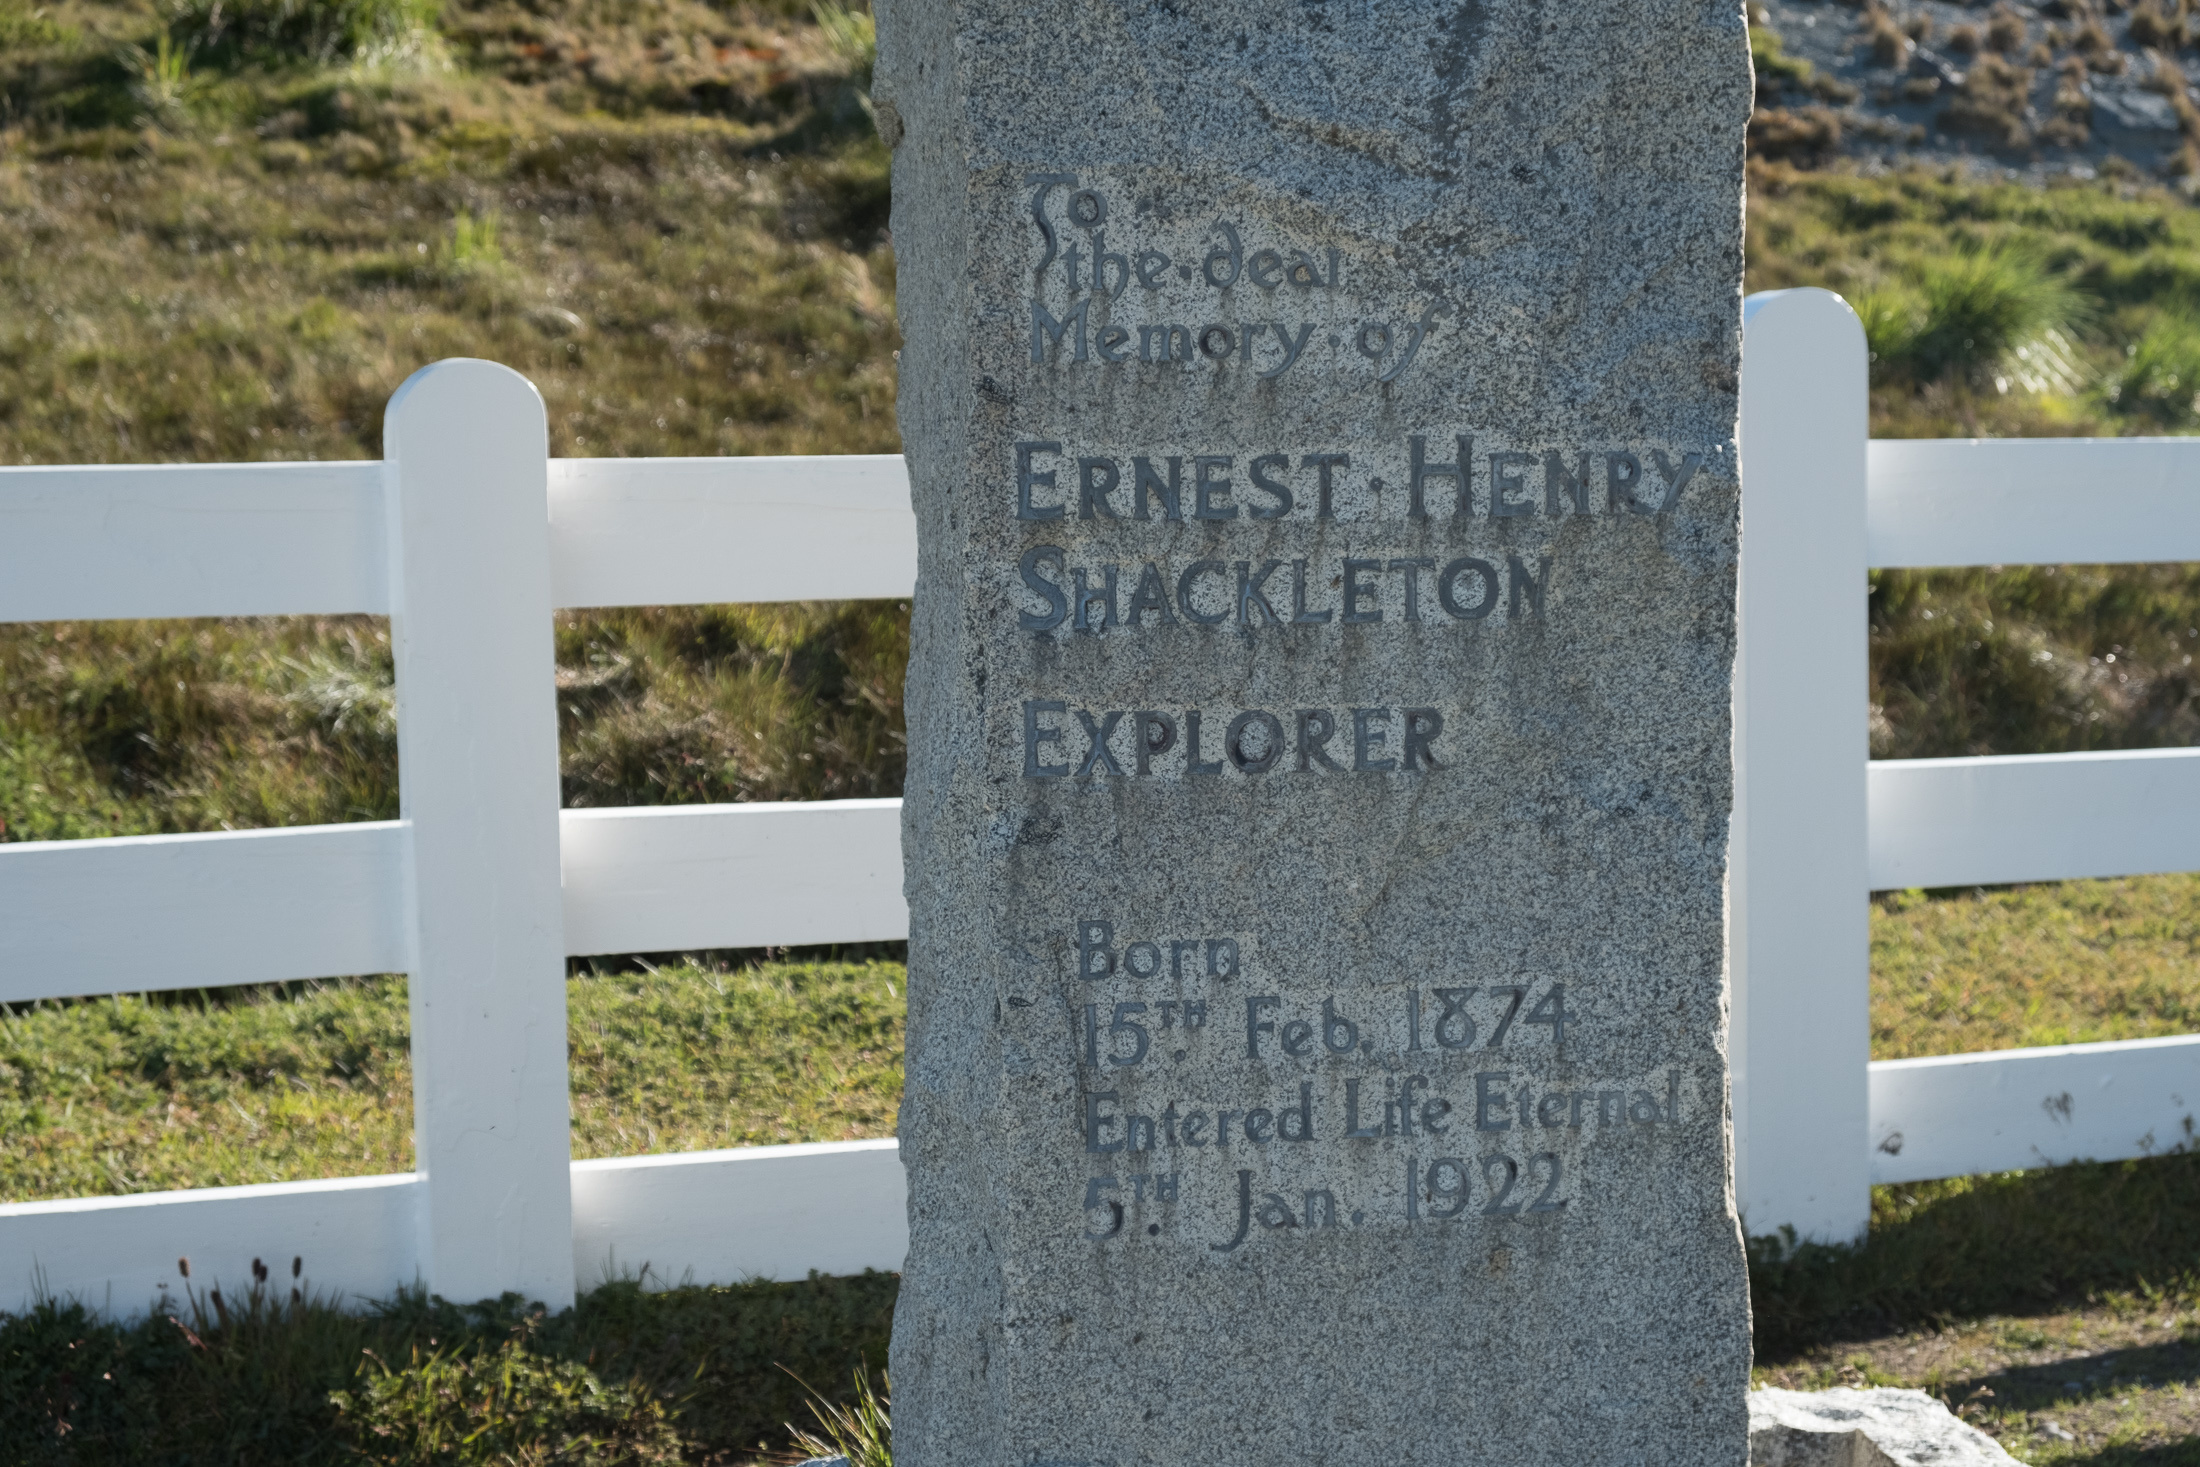 To
the·dear
Memory·of
ERNEST·HENRY
SHACKLETON
EXPLORER
Born
15TH. Feb. 1874
Entered Life Eternal
5TH. Jan. 1922